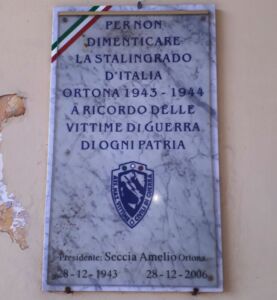 PER NON
DIMENTICARE
LA STALINGRADO
D'ITALIA
ORTONA 1943-1944
A RICORDO DELLE
VITTIME DI GUERRA
DI OGNI PATRIA
Presidente: Seccia Amelio Ortona
28-12-1943 28-12-2006